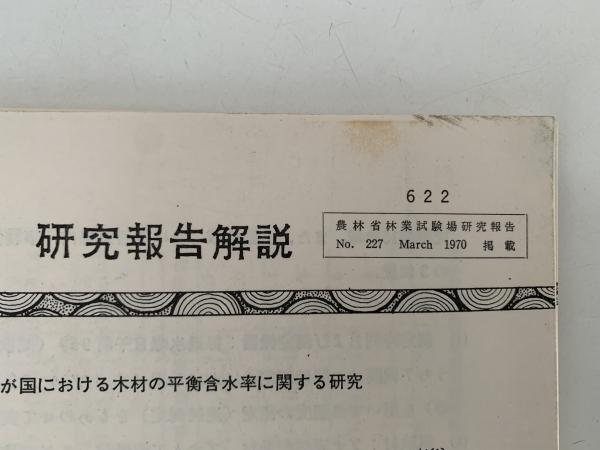 622
研究報告解説
農林省林業試験場研究報告
No. 227 March 1970 掲載
が国における木材の平衡含水率に関する研究